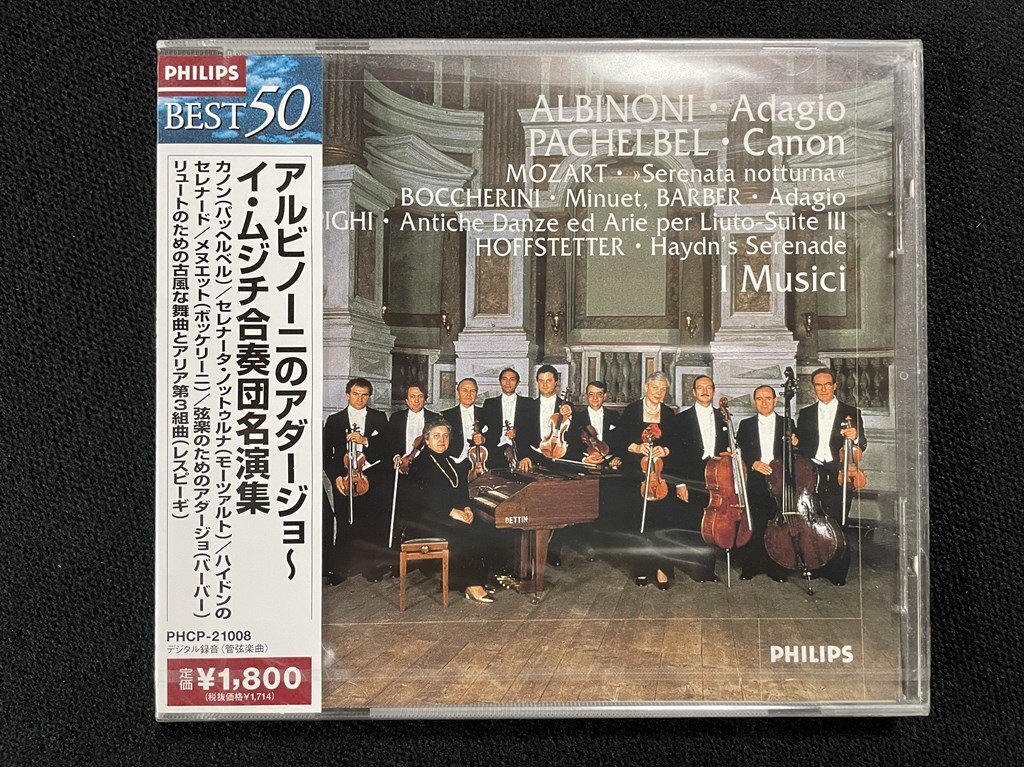 PHILIPS
BEST 50
アルビノーニのアダージョ〜
イ・ムジチ合奏団名演集
カノン(パッヘルベル)/セレナータ・ノットゥルナ(モーツァルト)/ハイドンの
セレナード/メヌエット(ボッケリーニ)/弦楽のためのアダージョ(バーバー)
リュートのための古風な舞曲とアリア第3組曲(レスピーギ)
PHCP-21008
デジタル録音〈管弦楽曲〉
定価 ¥1,800
(税抜価格¥1,714)
ALBINONI · Adagio
PACHELBEL · Canon
MOZART · »Serenata notturna«
BOCCHERINI · Minuet, BARBER · Adagio
PIGHI · Antiche Danze ed Arie per Liuto-Suite III
HOFFSTETTER · Haydn's Serenade
I Musici
BETTIN
PHILIPS